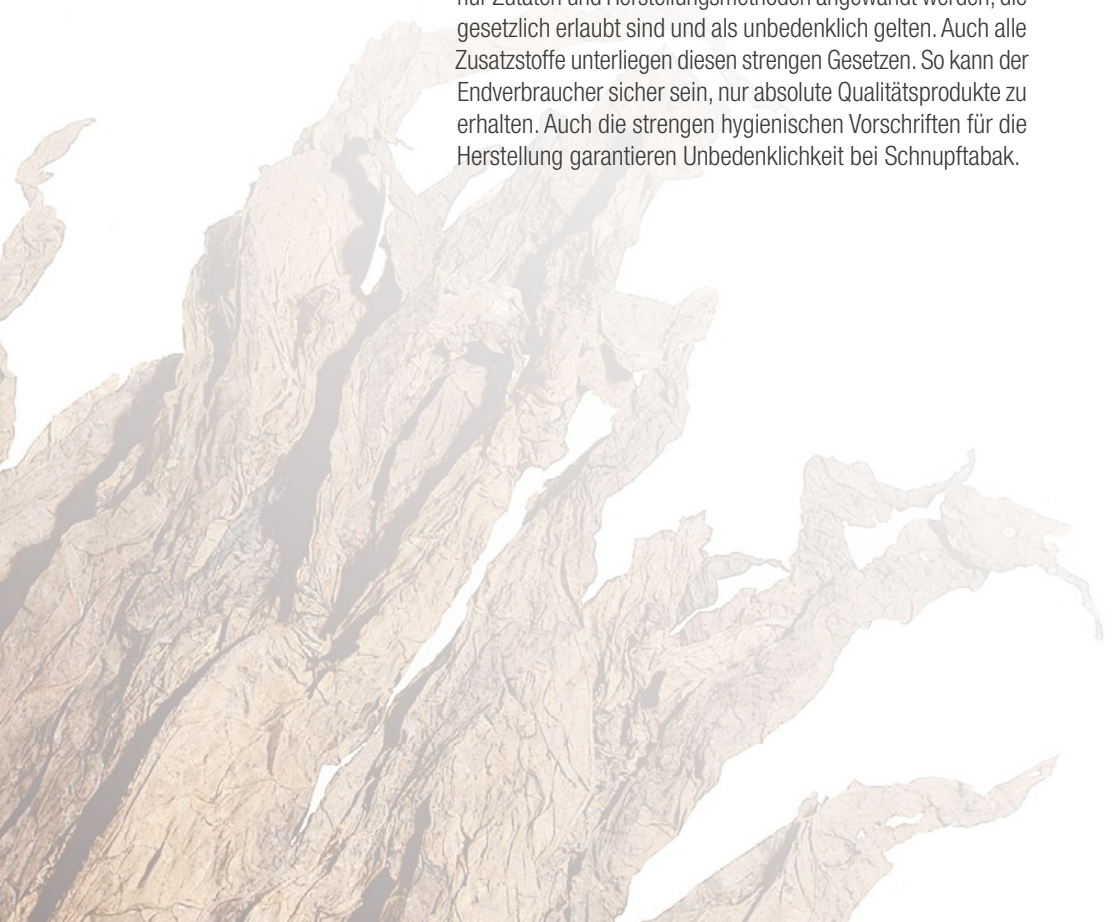 nur Zutaten und Herstellungsmethoden angewandt werden, die
gesetzlich erlaubt sind und als unbedenklich gelten. Auch alle
Zusatzstoffe unterliegen diesen strengen Gesetzen. So kann der
Endverbraucher sicher sein, nur absolute Qualitätsprodukte zu
erhalten. Auch die strengen hygienischen Vorschriften für die
Herstellung garantieren Unbedenklichkeit bei Schnupftabak.